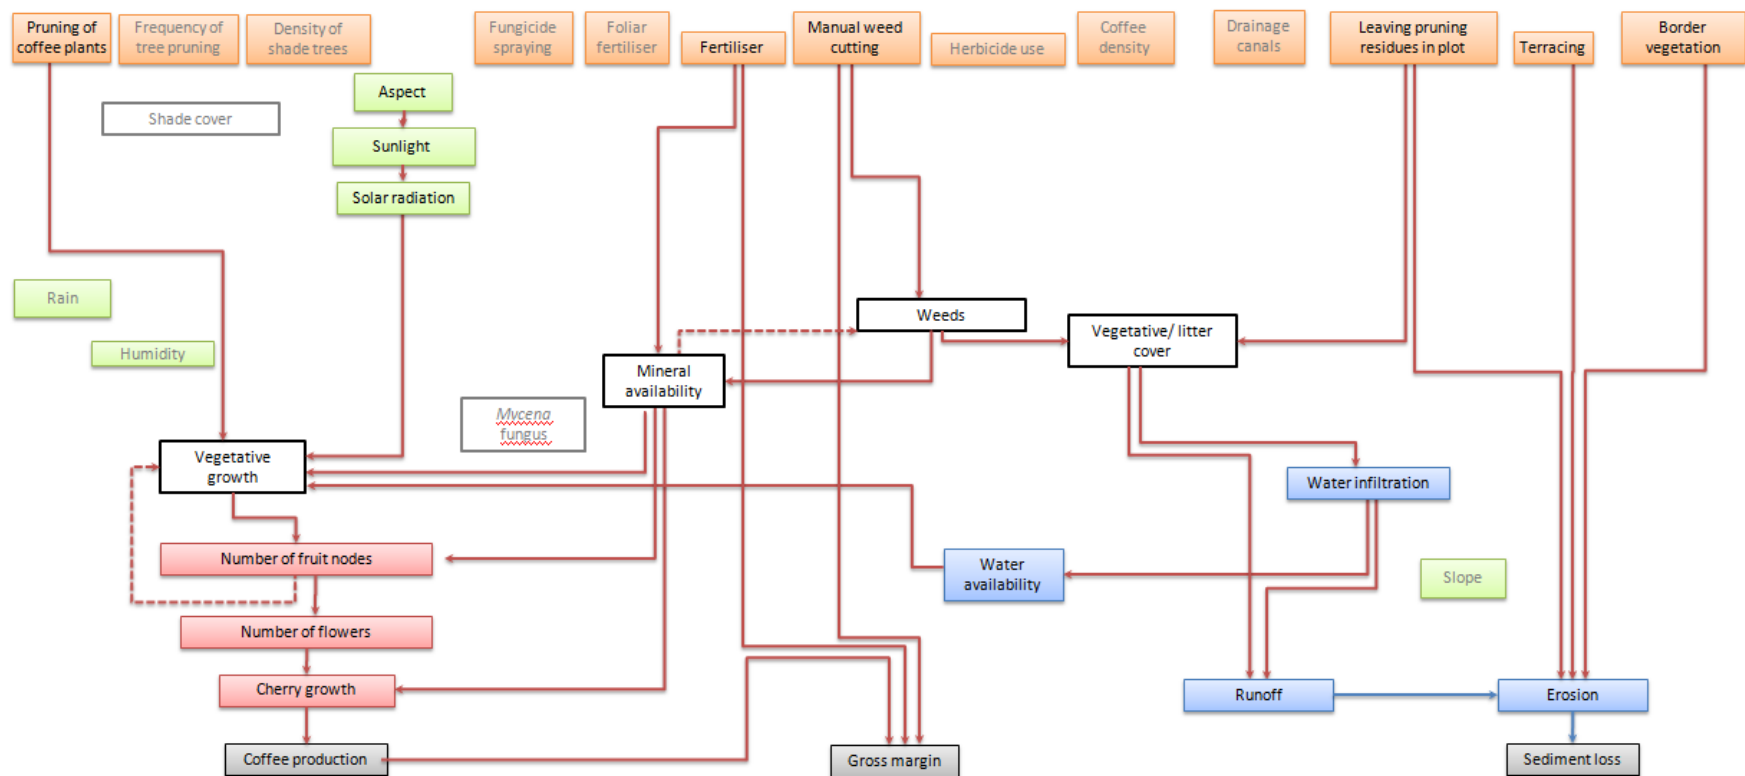 Pruning of
coffee plants
Frequency of
tree pruning
Density of
shade trees
Fungicide
spraying
Foliar
fertiliser
Fertiliser
Manual weed
cutting
Herbicide use
Coffee
density
Drainage
canals
Leaving pruning
residues in plot
Terracing
Border
vegetation
Aspect
Shade cover
Sunlight
Solar radiation
Rain
Humidity
Weeds
Vegetative/ litter
cover
Mineral
availability
Mycena
fungus
Vegetative
growth
Water infiltration
Number of fruit nodes
Water
availability
Slope
Number of flowers
Cherry growth
Runoff
Erosion
Coffee production
Gross margin
Sediment loss